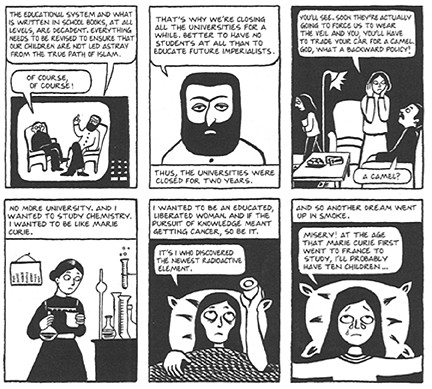 THE EDUCATIONAL SYSTEM AND WHAT
IS WRITTEN IN SCHOOL BOOKS, AT ALL
LEVELS, ARE DECADENT. EVERYTHING
NEEDS TO BE REVISED TO ENSURE THAT
OUR CHILDREN ARE NOT LED ASTRAY
FROM THE TRUE PATH OF ISLAM.
OF COURSE,
OF COURSE!
THAT'S WHY WE'RE CLOSING
ALL THE UNIVERSITIES FOR A
WHILE. BETTER TO HAVE NO
STUDENTS AT ALL THAN TO
EDUCATE FUTURE IMPERIALISTS.
THUS, THE UNIVERSITIES WERE
CLOSED FOR TWO YEARS.
YOU'LL SEE. SOON THEY'RE ACTUALLY
GOING TO FORCE US TO WEAR
THE VEIL AND YOU, YOU'LL HAVE
TO TRADE YOUR CAR FOR A CAMEL.
GOD, WHAT A BACKWARD POLICY!
A CAMEL?
NO MORE UNIVERSITY, AND I
WANTED TO STUDY CHEMISTRY.
I WANTED TO BE LIKE MARIE
CURIE.
I WANTED TO BE AN EDUCATED,
LIBERATED WOMAN. AND IF THE
PURSUIT OF KNOWLEDGE MEANT
GETTING CANCER, SO BE IT.
IT'S I WHO DISCOVERED
THE NEWEST RADIOACTIVE
ELEMENT.
AND SO ANOTHER DREAM WENT
UP IN SMOKE.
MISERY! AT THE AGE
THAT MARIE CURIE FIRST
WENT TO FRANCE TO
STUDY, I'LL PROBABLY
HAVE TEN CHILDREN...